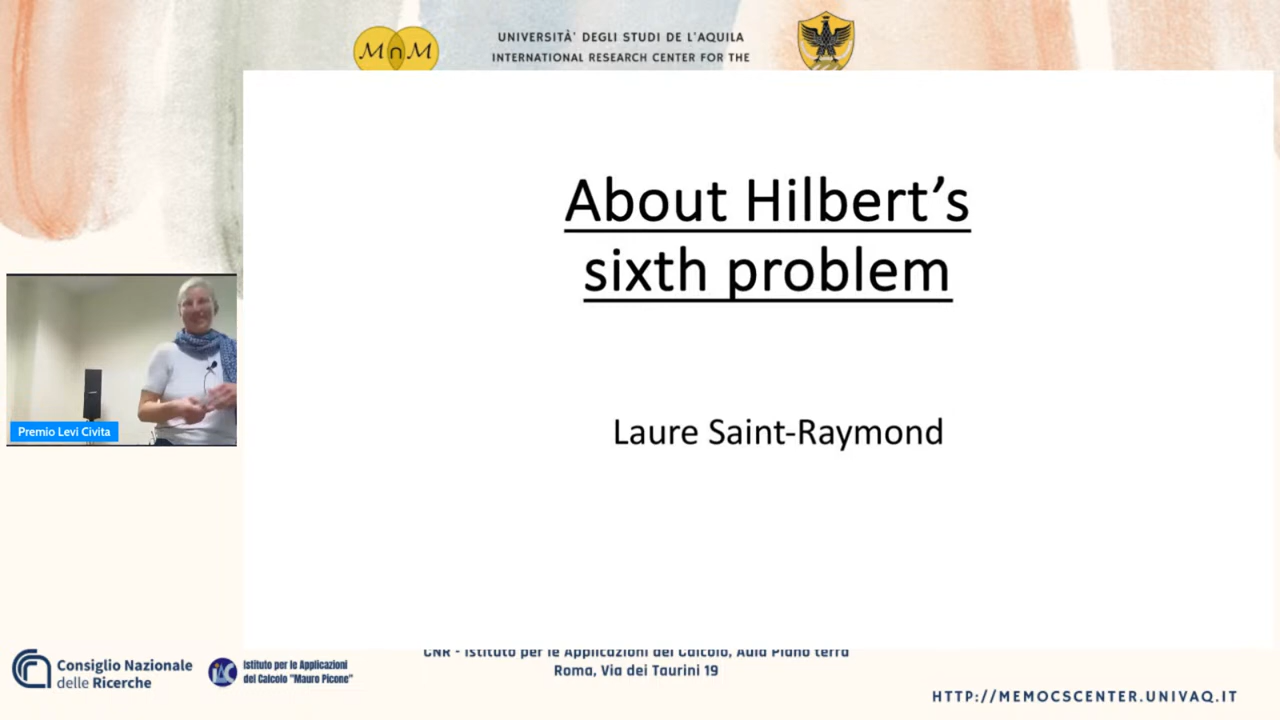 MnM
UNIVERSITÀ' DEGLI STUDI DE L'AQUILA
INTERNATIONAL RESEARCH CENTER FOR THE
About Hilbert's
sixth problem
Laure Saint-Raymond
Premio Levi Civita
Consiglio Nazionale
delle Ricerche
IAC
Istituto per le Applicazioni
del Calcolo "Mauro Picone"
CNR - Istituto per le Applicazioni del Calcolo, Aula Piano terra
Roma, Via dei Taurini 19
HTTP://MEMOCSCENTER.UNIVAQ.IT